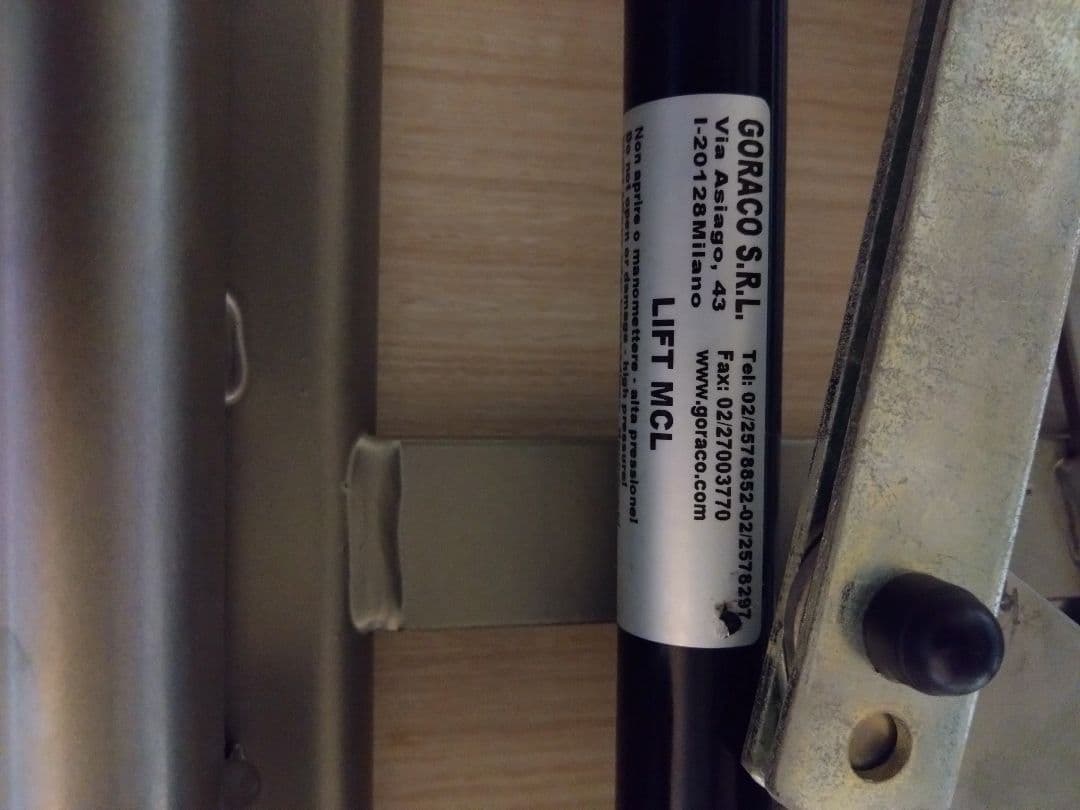 GORACO S.R.L. Tel: 02/2578852-02/2578297
Via Asiago, 43 Fax: 02/27003770
I-20128Milano www.goraco.com
LIFT MCL
Non aprire o manomettere - alta pressione!
Do not open or damage - high pressure!